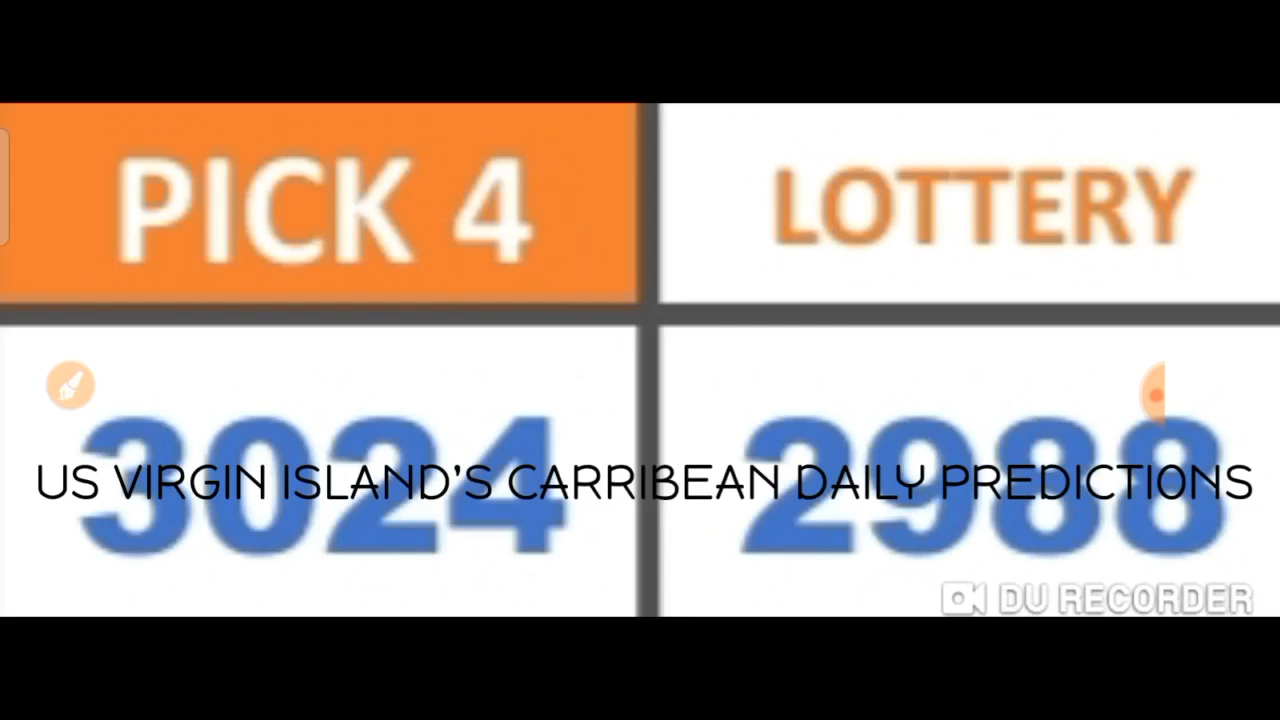 PICK 4
LOTTERY
3024
2988
US VIRGIN ISLAND'S CARRIBEAN DAILY PREDICTIONS
DU RECORDER